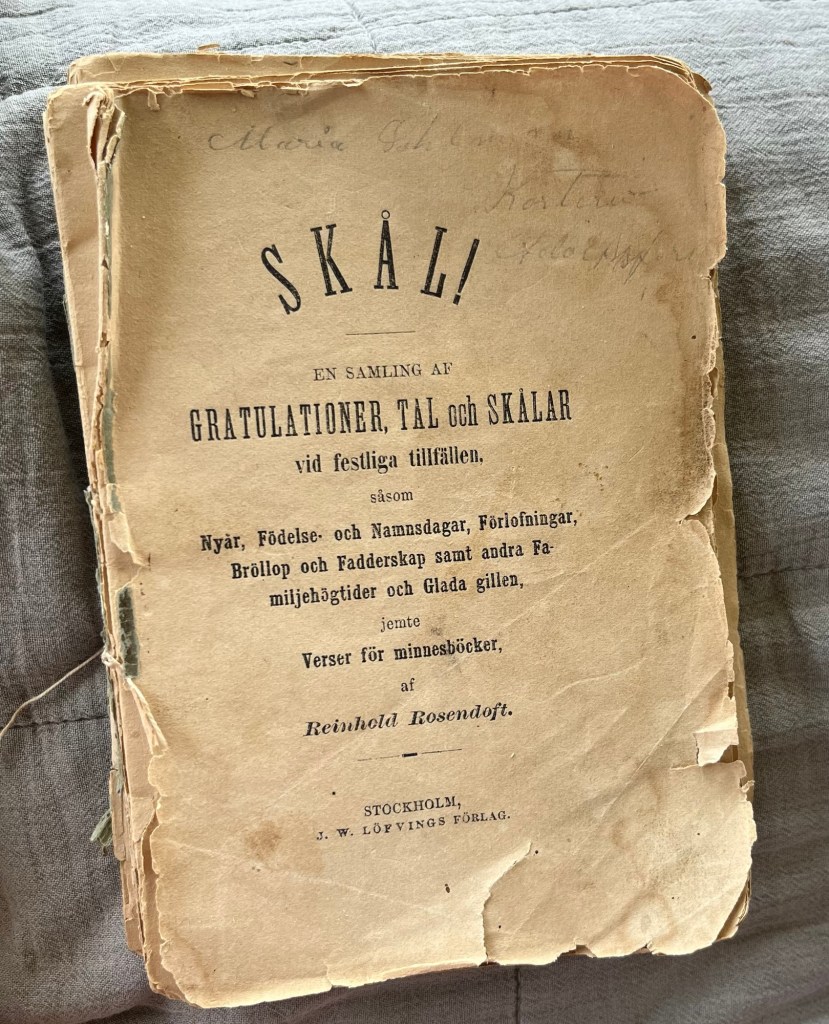 Maria
SKÅL!
EN SAMLING AF
GRATULATIONER, TAL och SKÅLAR
vid festliga tillfällen,
såsom
Nyår, Födelse- och Namnsdagar, Förlofningar,
Bröllop och Fadderskap samt andra Fa-
miljehögtider och Glada gillen,
jemte
Verser för minnesböcker,
af
Reinhold Rosendoft.
STOCKHOLM,
J. W. LÖFVINGS FÖRLAG.